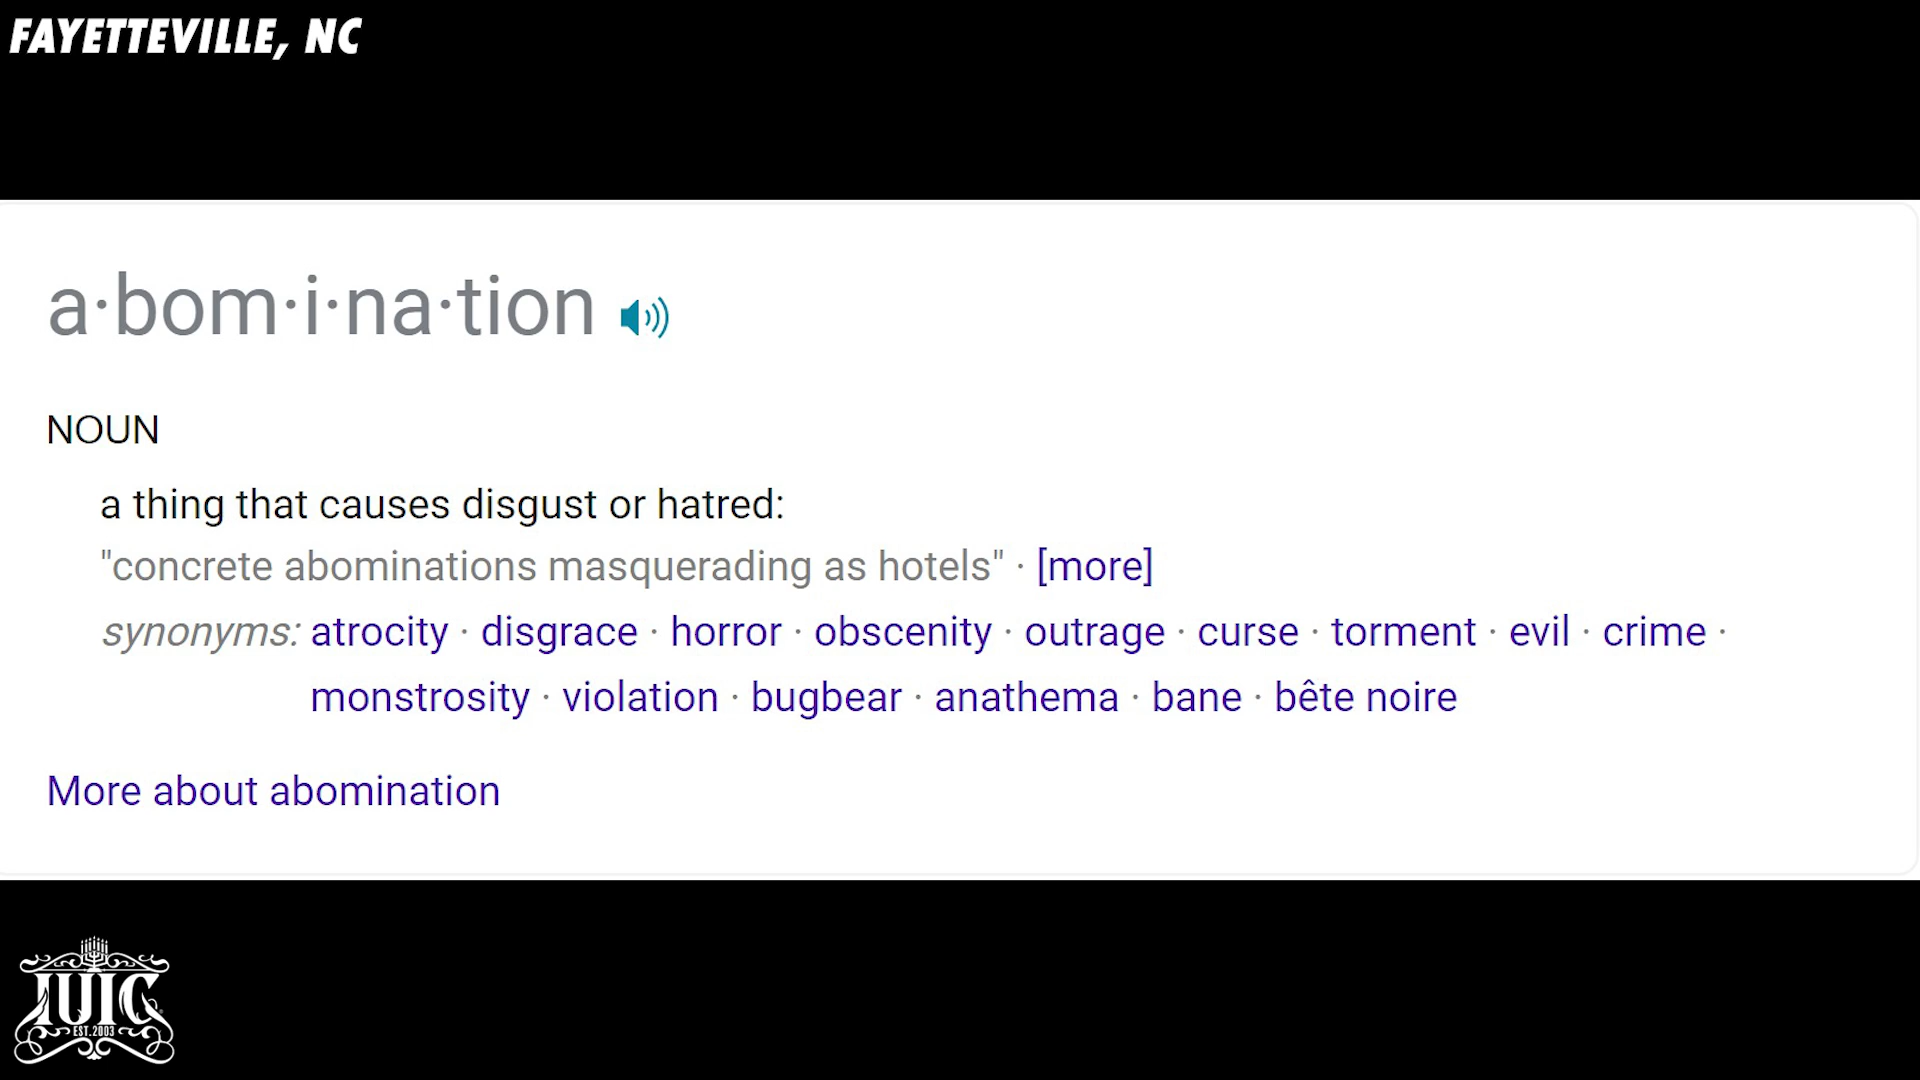 FAYETTEVILLE, NC
a·bom·i·na·tion
NOUN
a thing that causes disgust or hatred:
"concrete abominations masquerading as hotels" · [more]
synonyms: atrocity · disgrace · horror · obscenity · outrage · curse · torment · evil · crime ·
monstrosity · violation · bugbear · anathema · bane · bête noire
More about abomination
IUIC
EST. 2003